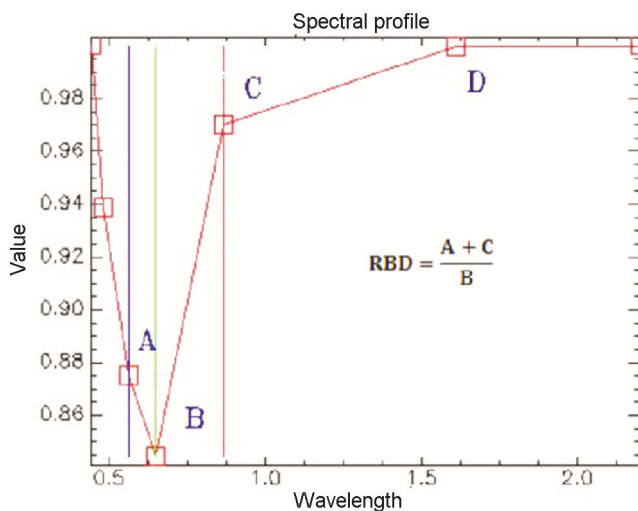 Spectral profile
0.98
C
D
0.96
0.94
Value
0.92
RBD = A + C / B
0.90
0.88
A
0.86
B
0.5
1.0
1.5
2.0
Wavelength